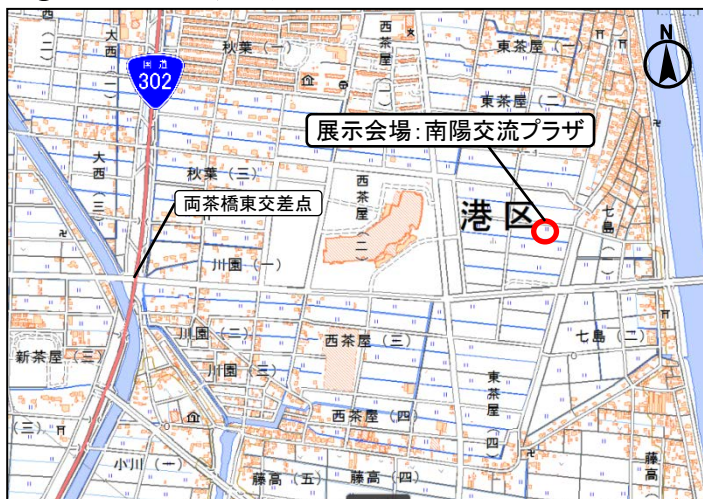 秋葉（一）
西茶屋（一）
東茶屋（一）
N
大西（二）
国道
302
東茶屋（二）
展示会場：南陽交流プラザ
大西（三）
秋葉（三）
両茶橋東交差点
西茶屋（二）
港区
七島（一）
川園（一）
川園（二）
西茶屋（三）
七島（二）
新茶屋（三）
川園（三）
東茶屋（四）
西茶屋（四）
（三）
小川（一）
藤高（五）
藤高（四）
藤高